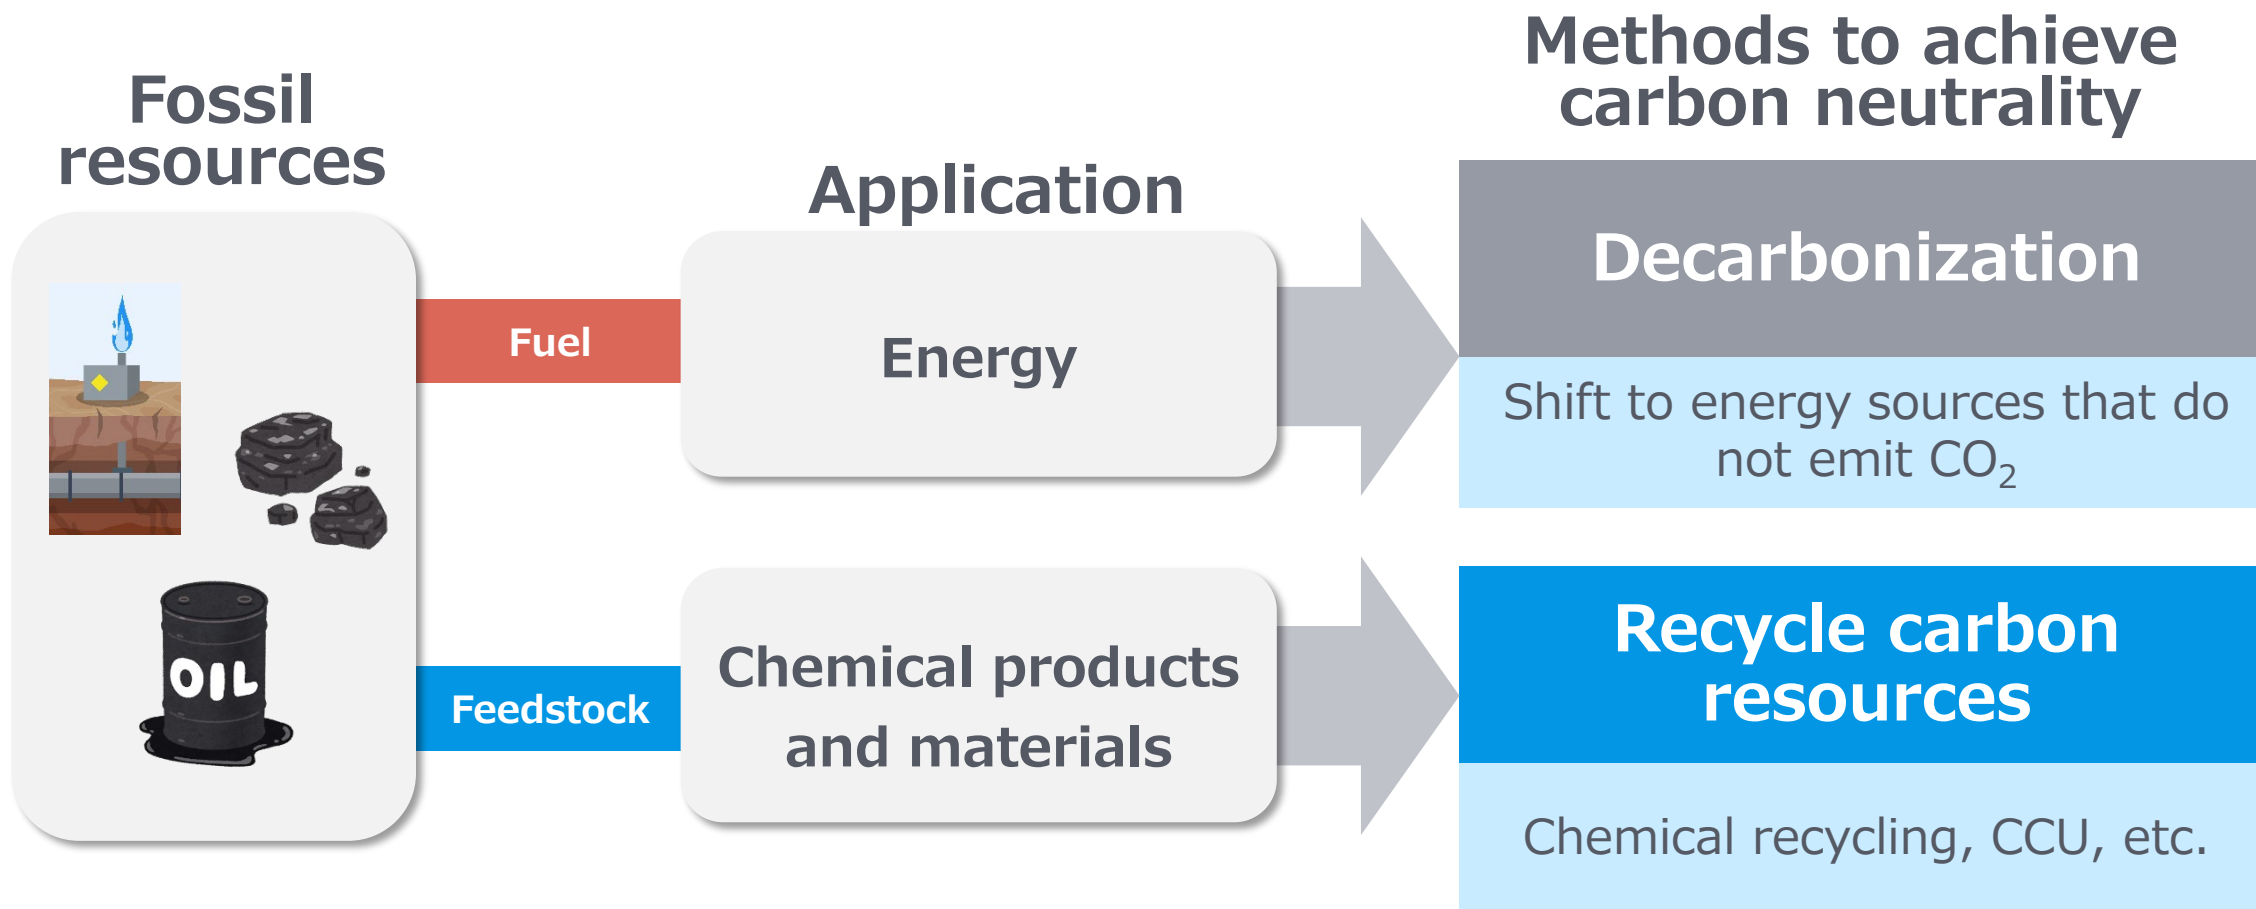 Fossil
resources
OIL
Fuel
Feedstock
Application
Energy
Chemical products
and materials
Methods to achieve
carbon neutrality
Decarbonization
Shift to energy sources that do
not emit CO₂
Recycle carbon
resources
Chemical recycling, CCU, etc.